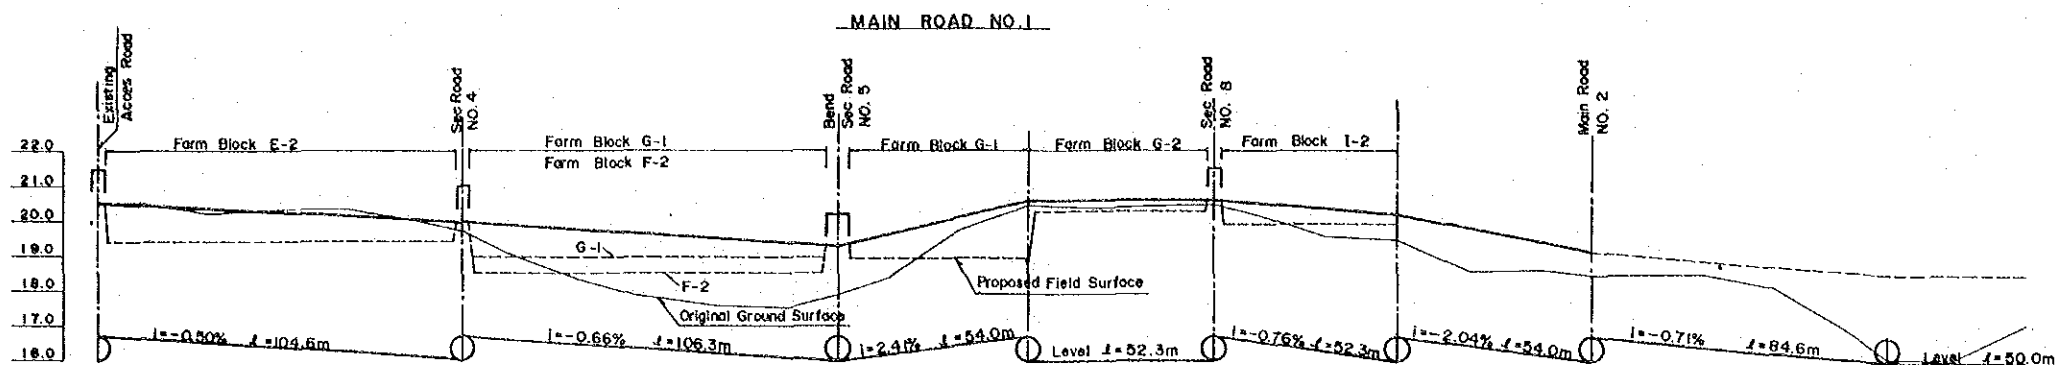 MAIN ROAD NO.1
Existing
Acces Road
Sec Road
NO. 4
Bend
Sec Road
NO. 5
Sec Road
NO. 8
Main Road
NO. 2
Farm Block E-2
Farm Block G-1
Farm Block F-2
Farm Block G-1
Farm Block G-2
Farm Block I-2
22.0
21.0
20.0
19.0
18.0
17.0
16.0
G-1
F-2
Proposed Field Surface
Original Ground Surface
i=-0.50% ℓ=104.6m
i=-0.66% ℓ=106.3m
i=2.41% ℓ=54.0m
Level ℓ=52.3m
i=-0.76% ℓ=52.3m
i=-2.04% ℓ=54.0m
i=-0.71% ℓ=84.6m
Level ℓ=50.0m